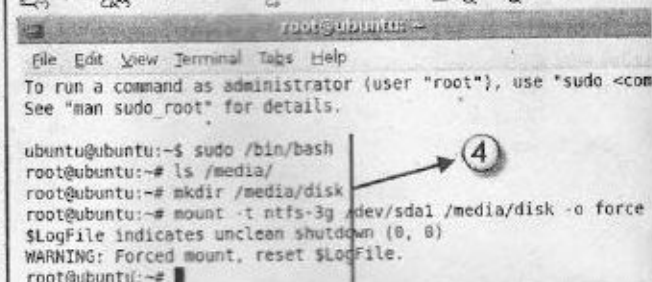 root@ubuntu: ~
File Edit View Terminal Tabs Help
To run a command as administrator (user "root"), use "sudo <com
See "man sudo_root" for details.
ubuntu@ubuntu:~$ sudo /bin/bash
root@ubuntu:~# ls /media/
root@ubuntu:~# mkdir /media/disk
4
root@ubuntu:~# mount -t ntfs-3g /dev/sda1 /media/disk -o force
$LogFile indicates unclean shutdown (0, 0)
WARNING: Forced mount, reset $LogFile.
root@ubuntu:~#